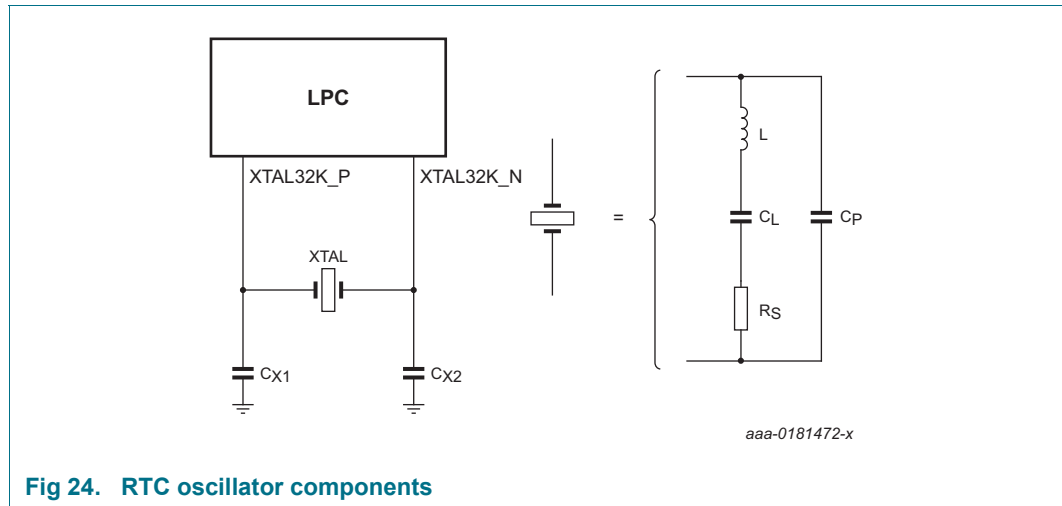 LPC
XTAL32K_P
XTAL32K_N
XTAL
CX1
CX2
=
L
CL
CP
RS
aaa-0181472-x
Fig 24. RTC oscillator components